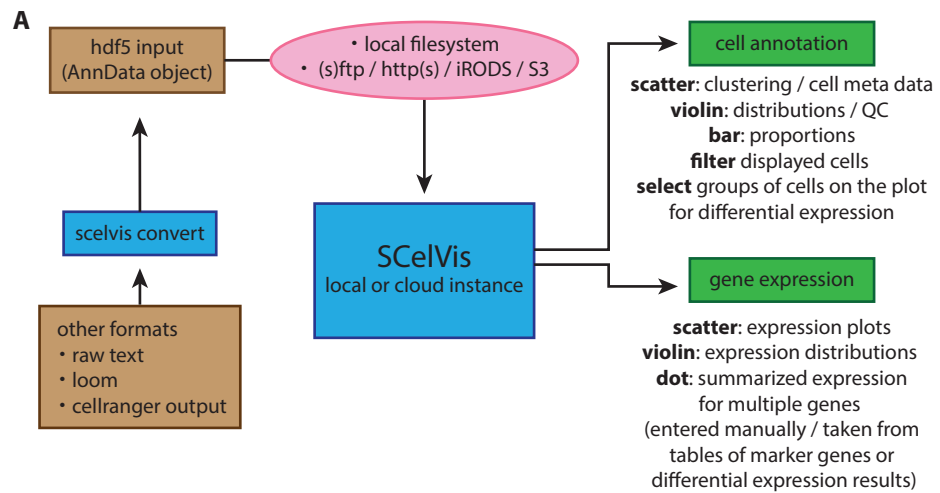 A
hdf5 input
(AnnData object)
• local filesystem
• (s)ftp / http(s) / iRODS / S3
scelvis convert
other formats
• raw text
• loom
• cellranger output
SCelVis
local or cloud instance
cell annotation
scatter: clustering / cell meta data
violin: distributions / QC
bar: proportions
filter displayed cells
select groups of cells on the plot
for differential expression
gene expression
scatter: expression plots
violin: expression distributions
dot: summarized expression
for multiple genes
(entered manually / taken from
tables of marker genes or
differential expression results)